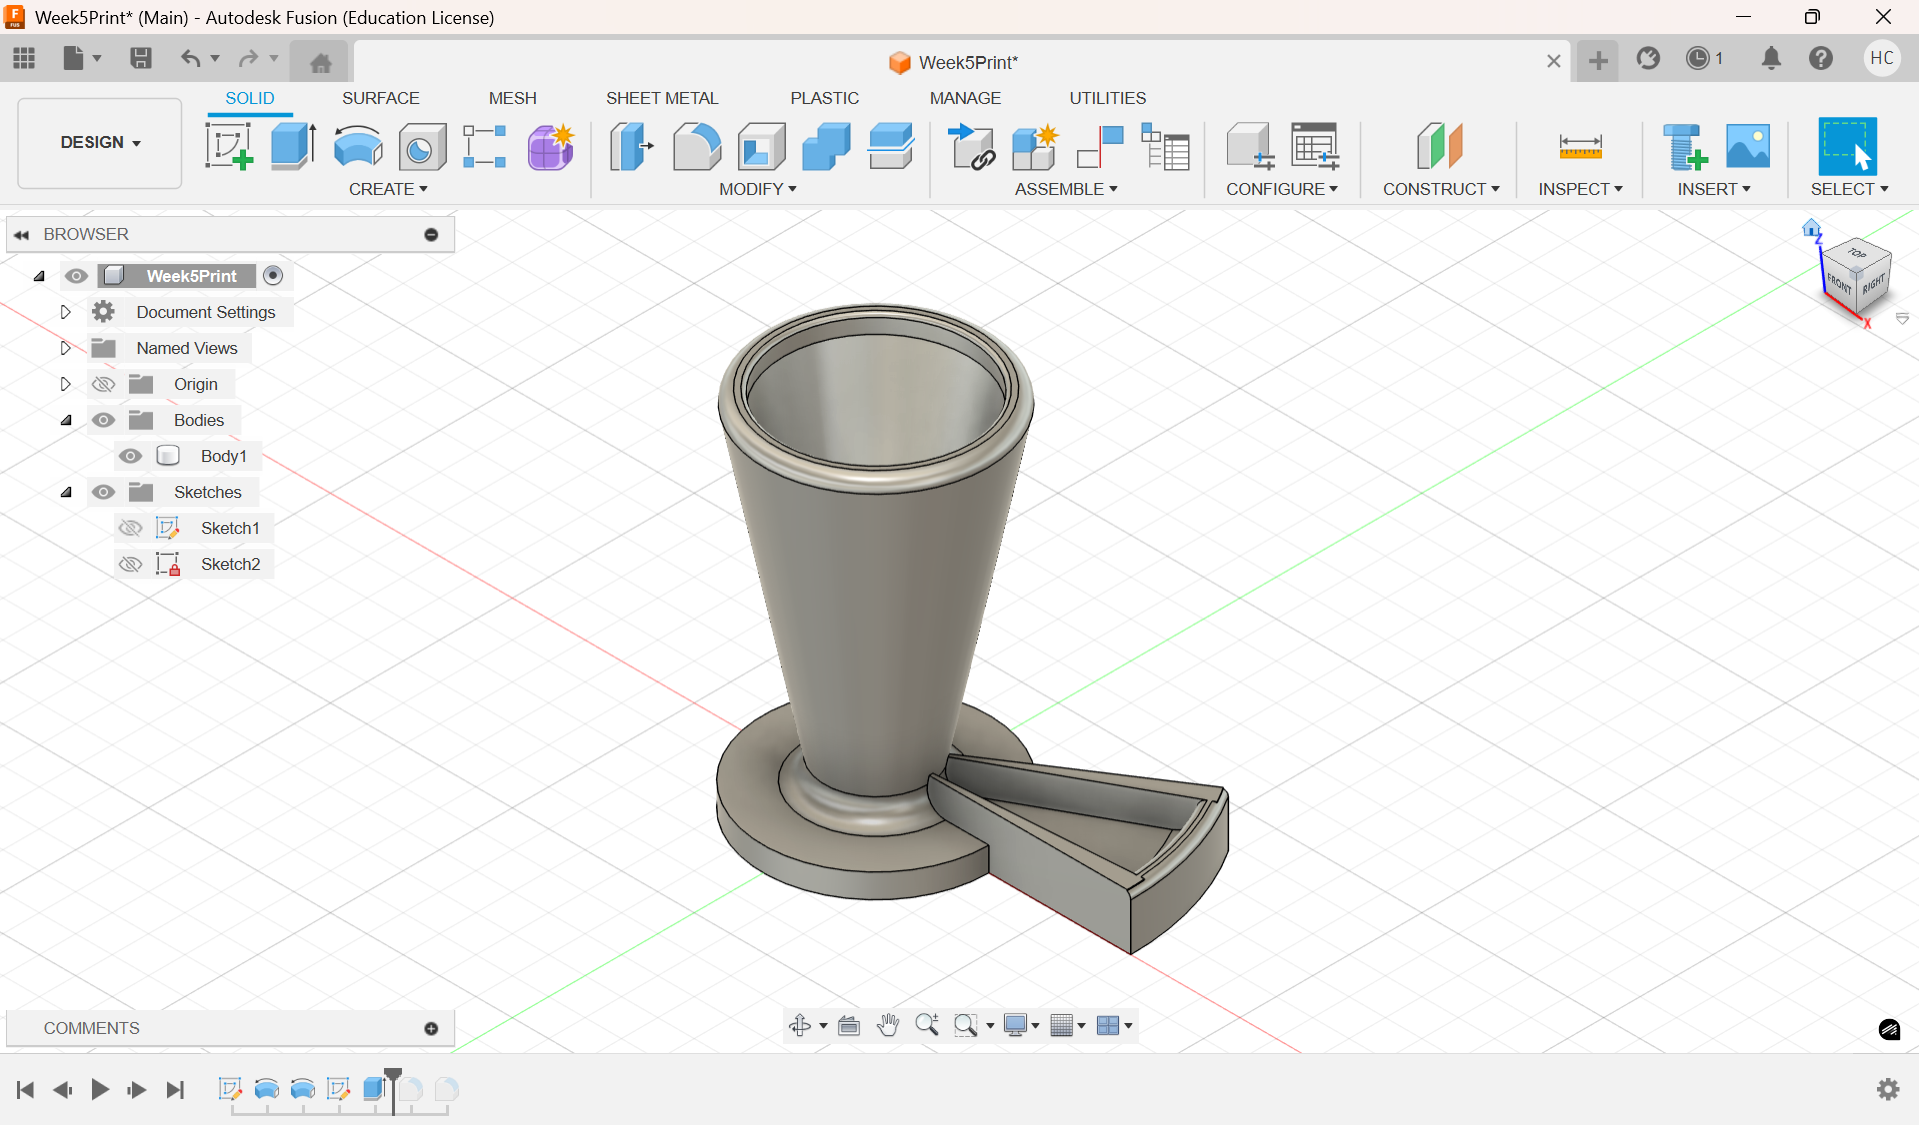 Week5Print* (Main) - Autodesk Fusion (Education License)
Week5Print*
1
HC
SOLID SURFACE MESH SHEET METAL PLASTIC MANAGE UTILITIES
DESIGN
CREATE MODIFY ASSEMBLE CONFIGURE CONSTRUCT INSPECT INSERT SELECT
BROWSER
Week5Print
Document Settings
Named Views
Origin
Bodies
Body1
Sketches
Sketch1
Sketch2
Z
TOP
FRONT RIGHT
X
COMMENTS